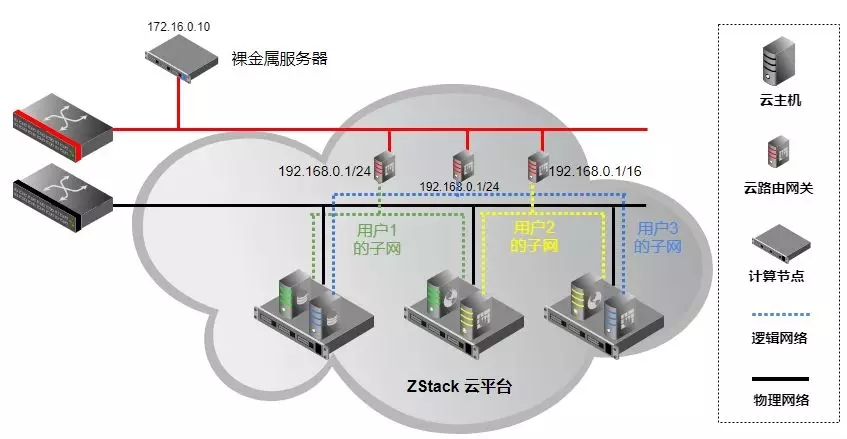 172.16.0.10
裸金属服务器
192.168.0.1/24
192.168.0.1/24
192.168.0.1/16
用户1
的子网
用户2
的子网
用户3
的子网
ZStack 云平台
云主机
云路由网关
计算节点
逻辑网络
物理网络